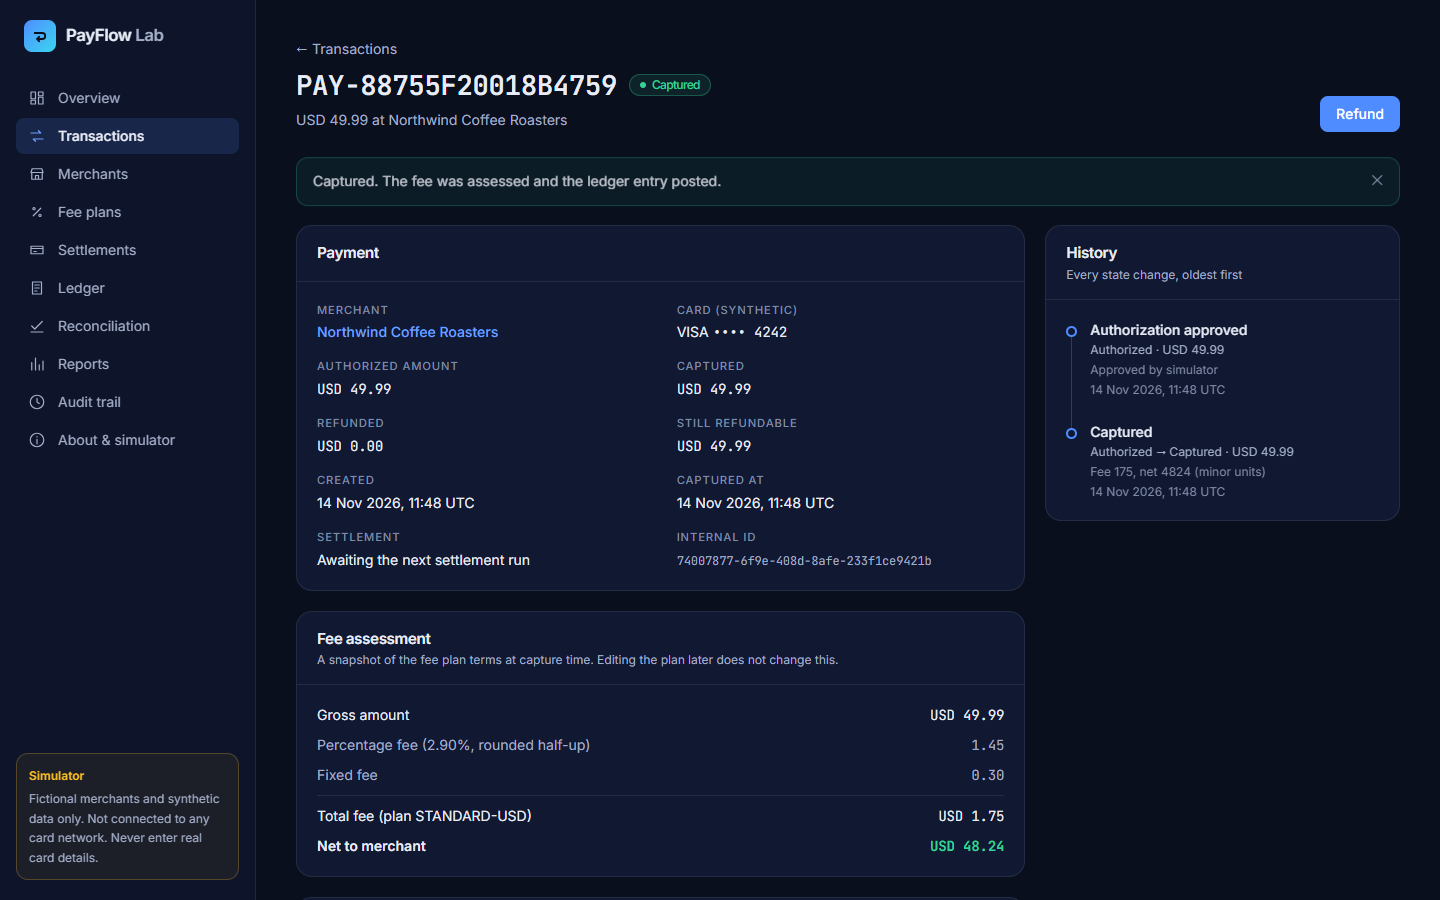 PayFlow Lab
Overview
Transactions
Merchants
Fee plans
Settlements
Ledger
Reconciliation
Reports
Audit trail
About & simulator
Simulator
Fictional merchants and synthetic
data only. Not connected to any
card network. Never enter real
card details.
← Transactions
PAY-88755F20018B4759
Captured
USD 49.99 at Northwind Coffee Roasters
Refund
Captured. The fee was assessed and the ledger entry posted.
Payment
MERCHANT
Northwind Coffee Roasters
CARD (SYNTHETIC)
VISA •••• 4242
AUTHORIZED AMOUNT
USD 49.99
CAPTURED
USD 49.99
REFUNDED
USD 0.00
STILL REFUNDABLE
USD 49.99
CREATED
14 Nov 2026, 11:48 UTC
CAPTURED AT
14 Nov 2026, 11:48 UTC
SETTLEMENT
Awaiting the next settlement run
INTERNAL ID
74007877-6f9e-408d-8afe-233f1ce9421b
Fee assessment
A snapshot of the fee plan terms at capture time. Editing the plan later does not change this.
Gross amount USD 49.99
Percentage fee (2.90%, rounded half-up) 1.45
Fixed fee 0.30
Total fee (plan STANDARD-USD) USD 1.75
Net to merchant USD 48.24
History
Every state change, oldest first
Authorization approved
Authorized · USD 49.99
Approved by simulator
14 Nov 2026, 11:48 UTC
Captured
Authorized → Captured · USD 49.99
Fee 175, net 4824 (minor units)
14 Nov 2026, 11:48 UTC